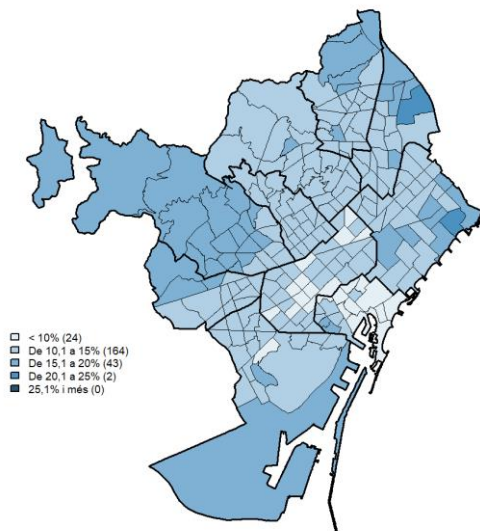 < 10% (24)
De 10,1 a 15% (164)
De 15,1 a 20% (43)
De 20,1 a 25% (2)
25,1% i més (0)